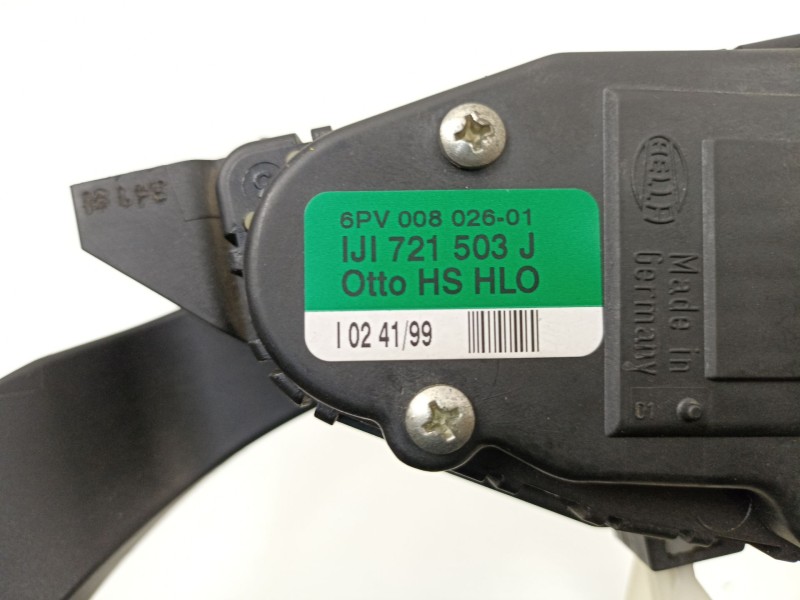 6PV 008 026-01
IJI 721 503 J
Otto HS HLO
I 02 41/99
HELLA
Made in
Germany